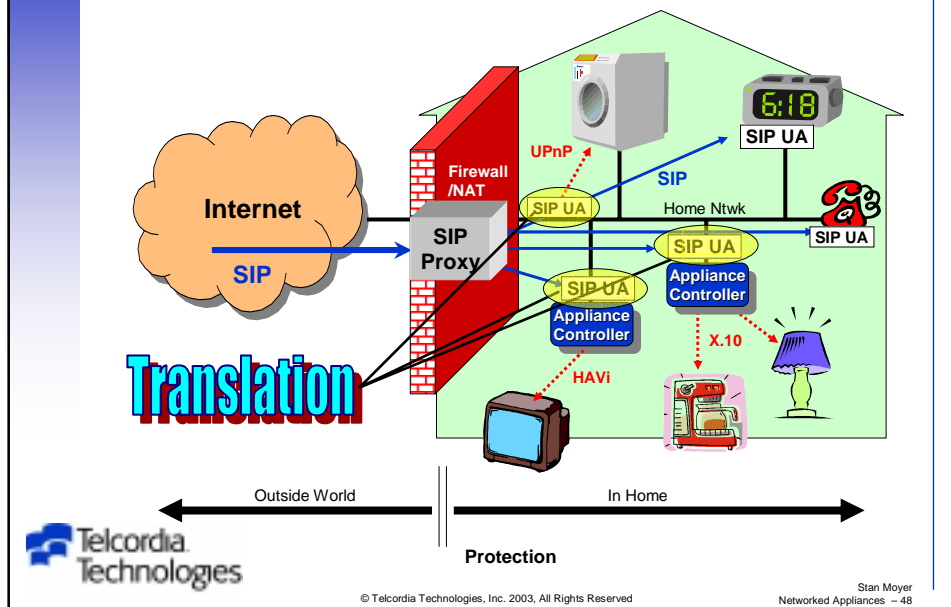 6:18
SIP UA
UPnP
Firewall
/NAT
SIP
Internet
SIP UA
Home Ntwk
SIP
Proxy
SIP UA
SIP UA
SIP
SIP UA
Appliance
Controller
Appliance
Controller
X.10
Translation
HAVi
Outside World
In Home
Telcordia
Technologies
Protection
© Telcordia Technologies, Inc. 2003, All Rights Reserved
Stan Moyer
Networked Appliances – 48